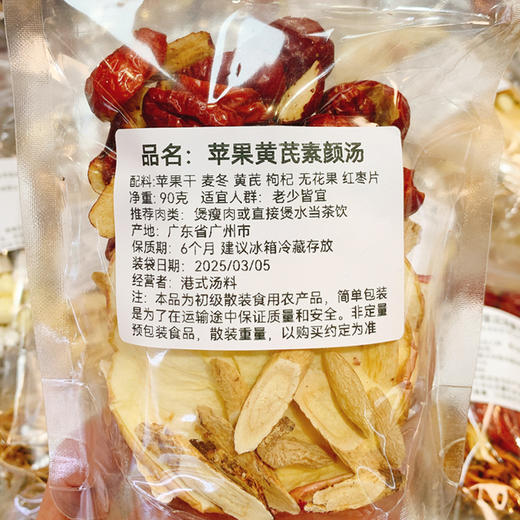 品名：苹果黄芪素颜汤
配料:苹果干 麦冬 黄芪 枸杞 无花果 红枣片
净重: 90克 适宜人群：老少皆宜
推荐肉类：煲瘦肉或直接煲水当茶饮
产地：广东省广州市
保质期：6个月 建议冰箱冷藏存放
装袋日期：2025/03/05
经营者：港式汤料
注：本品为初级散装食用农产品，简单包装
是为了在运输途中保证质量和安全。非定量
预包装食品，散装重量，以购买约定为准